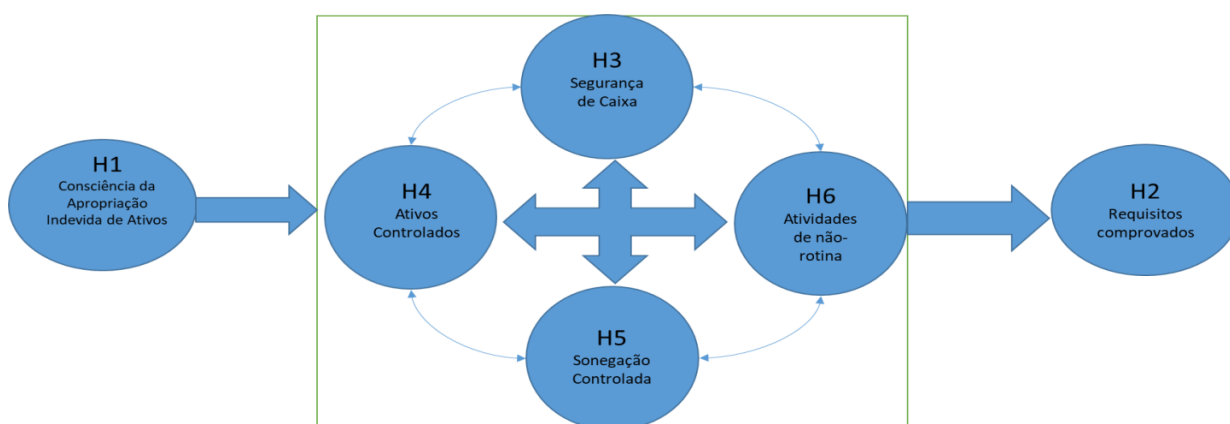 H1
Consciência da
Apropriação
Indevida de Ativos
H3
Segurança
de Caixa
H4
Ativos
Controlados
H6
Atividades
de não-
rotina
H5
Sonegação
Controlada
H2
Requisitos
comprovados